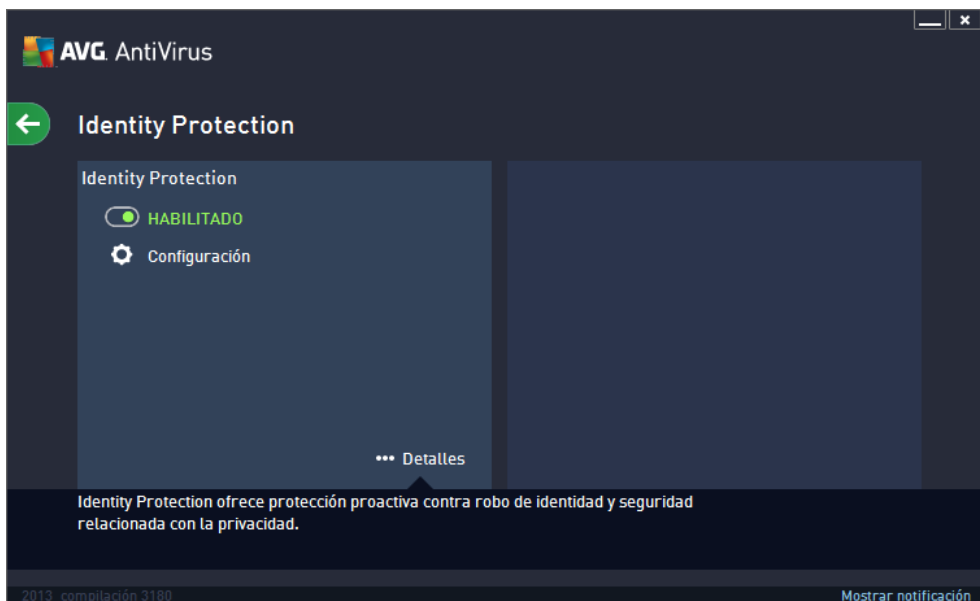 AVG. AntiVirus
Identity Protection
Identity Protection
HABILITADO
Configuración
••• Detalles
Identity Protection ofrece protección proactiva contra robo de identidad y seguridad
relacionada con la privacidad.
2013 compilación 3180
Mostrar notificación